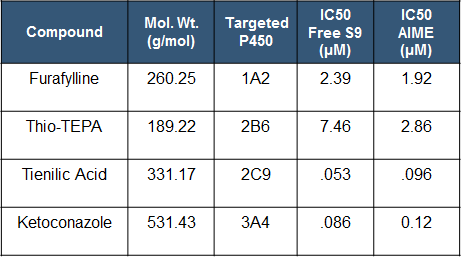 Compound Mol. Wt. (g/mol) Targeted P450 IC50 Free S9 (µM) IC50 AIME (µM)
Furafylline 260.25 1A2 2.39 1.92
Thio-TEPA 189.22 2B6 7.46 2.86
Tienilic Acid 331.17 2C9 .053 .096
Ketoconazole 531.43 3A4 .086 0.12